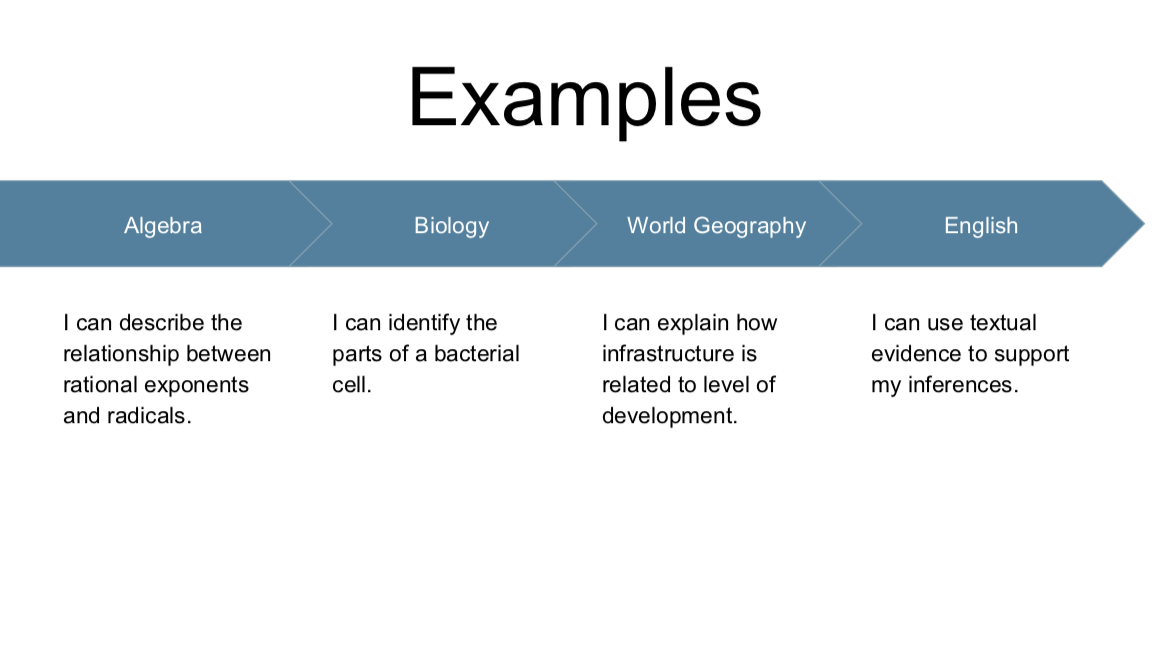 Examples
Algebra
Biology
World Geography
English
I can describe the
relationship between
rational exponents
and radicals.
I can identify the
parts of a bacterial
cell.
I can explain how
infrastructure is
related to level of
development.
I can use textual
evidence to support
my inferences.